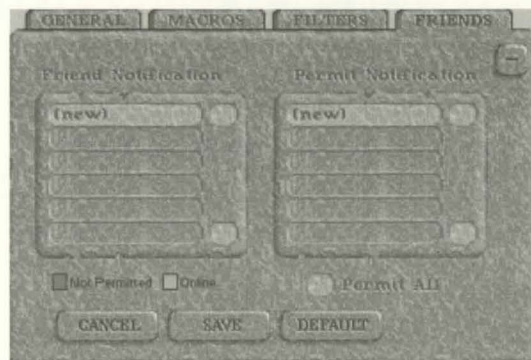 GENERAL MACROS FILTERS FRIENDS
Friend Notification Permit Notification
(new) (new)
Not Permitted Online Permit All
CANCEL SAVE DEFAULT